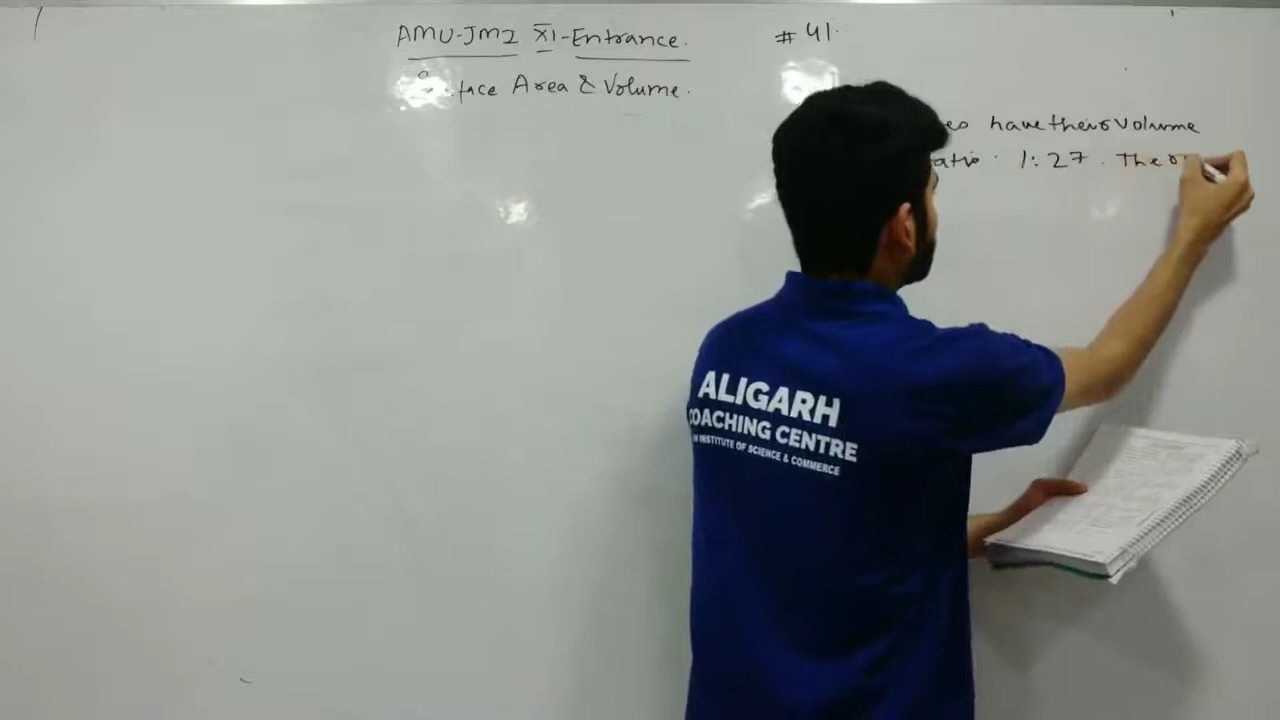 AMU-JMI XI-Entrance. # 41.
Surface Area & Volume.
have their volume
1:27. The
ALIGARH
COACHING CENTRE
INSTITUTE OF SCIENCE & COMMERCE